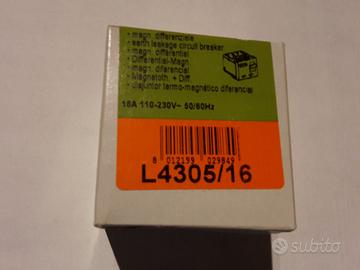 • magn. differenziale
• earth leakage circuit breaker
• magn. différentiel
• Differential-Magn.
• magn. diferencial
• Magnetoth. + Diff.
• disjuntor termo-magnético diferencial
16A 110-230V~ 50/60Hz
8 012199 029849
L4305/16
subito